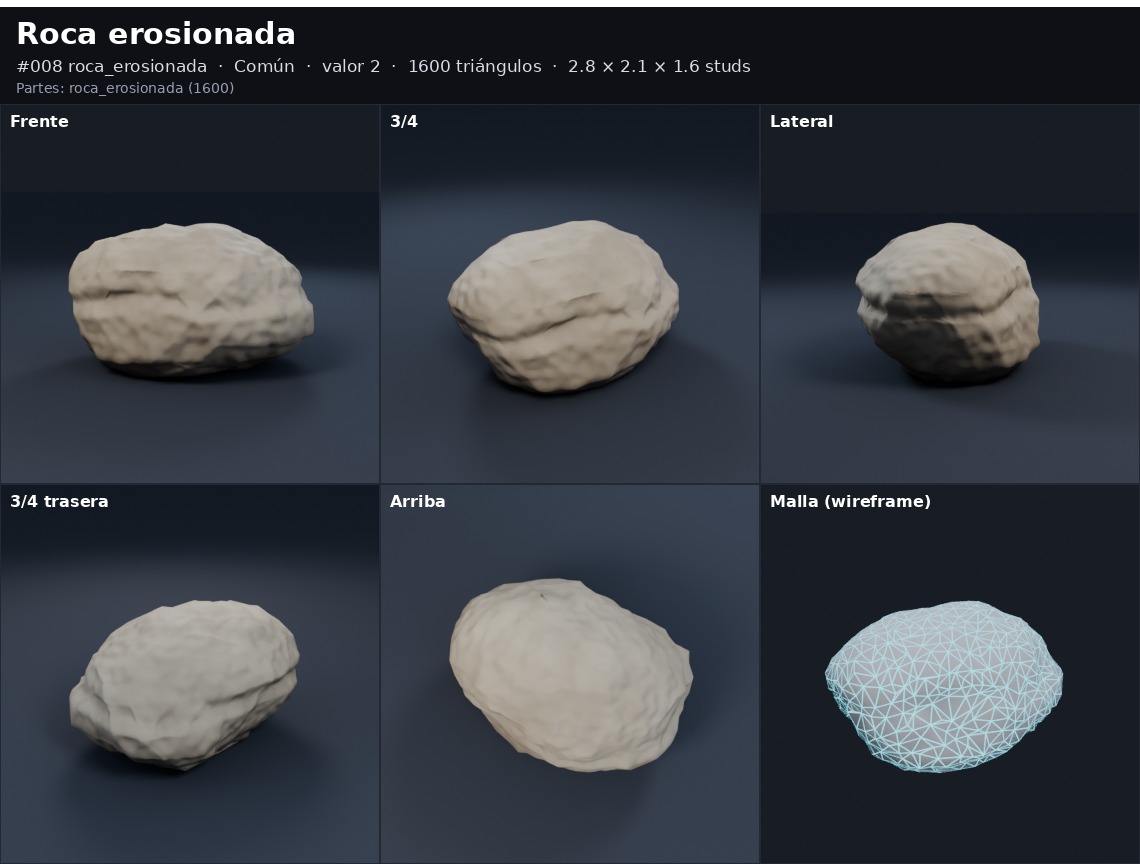 Roca erosionada
#008 roca_erosionada · Común · valor 2 · 1600 triángulos · 2.8 × 2.1 × 1.6 studs
Partes: roca_erosionada (1600)
Frente
3/4
Lateral
3/4 trasera
Arriba
Malla (wireframe)